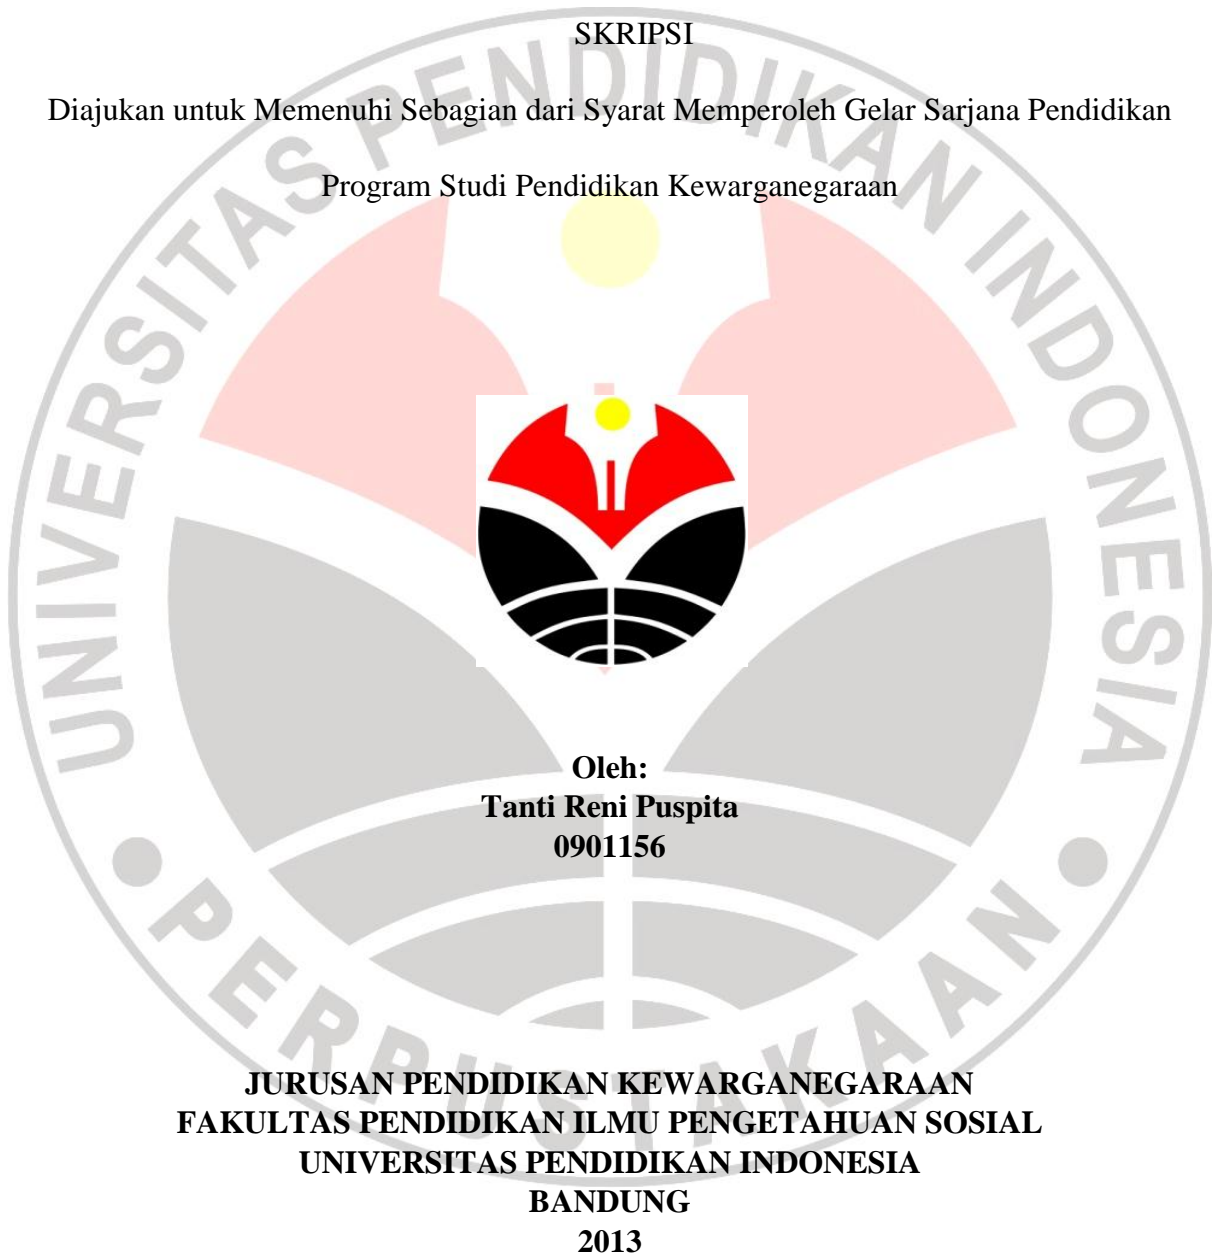 SKRIPSI
Diajukan untuk Memenuhi Sebagian dari Syarat Memperoleh Gelar Sarjana Pendidikan
Program Studi Pendidikan Kewarganegaraan
UNIVERSITAS PENDIDIKAN INDONESIA
Oleh:
Tanti Reni Puspita
0901156
PERPUSTAKAAN
JURUSAN PENDIDIKAN KEWARGANEGARAAN
FAKULTAS PENDIDIKAN ILMU PENGETAHUAN SOSIAL
UNIVERSITAS PENDIDIKAN INDONESIA
BANDUNG
2013